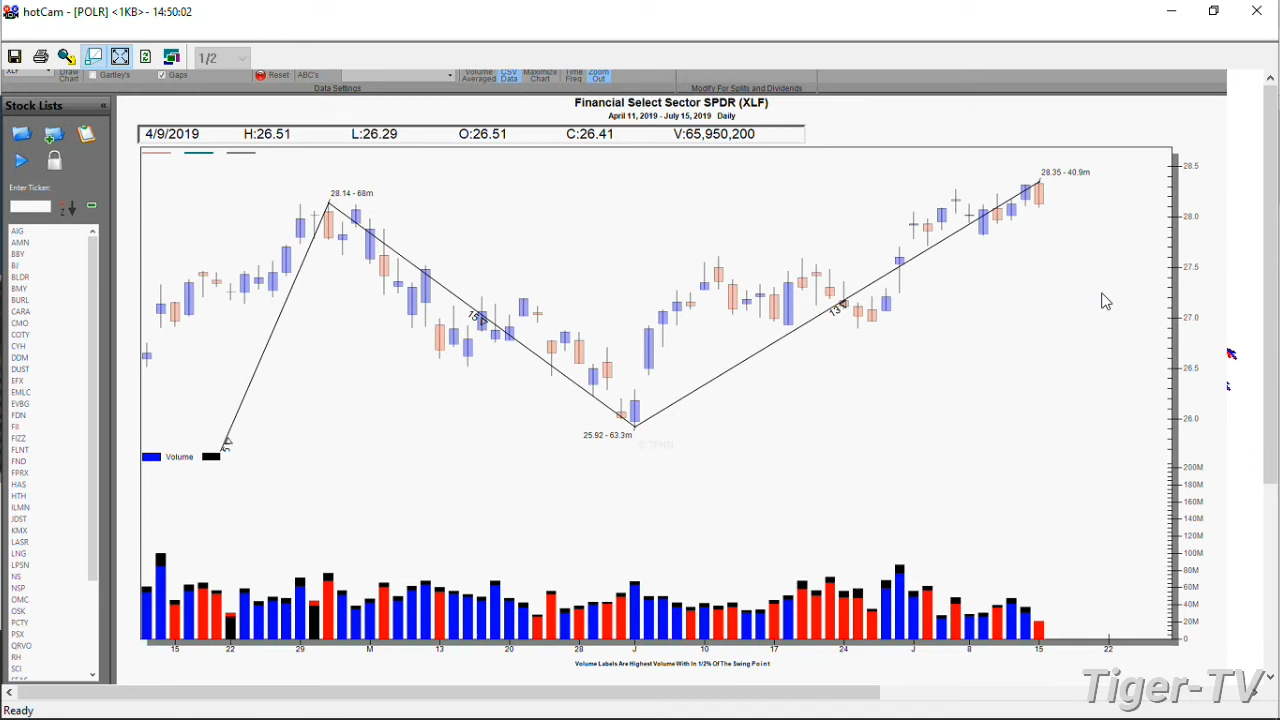 hotCam - [POLR] <1KB> - 14:50:02
1/2
XLF
Draw Chart
Gartley's
Gaps
Reset
ABC's
Volume Averaged
CSV Data
Maximize Chart
Time Freq
Zoom Out
Data Settings
Modify For Splits and Dividends
Stock Lists
«
Enter Ticker:
AIG
AMN
BBY
BJ
BLDR
BMY
BURL
CARA
CMO
COTY
CYH
DDM
DUST
EFX
EMLC
EVBG
FDN
FII
FIZZ
FLNT
FND
FPRX
HAS
HTH
ILMN
JDST
KMX
LASR
LNG
LPSN
NS
NSP
OMC
OSK
PCTY
PSX
QRVO
RH
SCI
Financial Select Sector SPDR (XLF)
April 11, 2019 - July 15, 2019 Daily
4/9/2019 H:26.51 L:26.29 O:26.51 C:26.41 V:65,950,200
28.14 - 68m
28.35 - 40.9m
25.92 - 63.3m
15
13
5
© TFNN
28.5
28.0
27.5
27.0
26.5
26.0
Volume
200M
180M
160M
140M
120M
100M
80M
60M
40M
20M
0
15 22 29 M 13 20 28 J 10 17 24 J 8 15 22
Volume Labels Are Highest Volume With In 1/2% Of The Swing Point
Tiger-TV
Ready